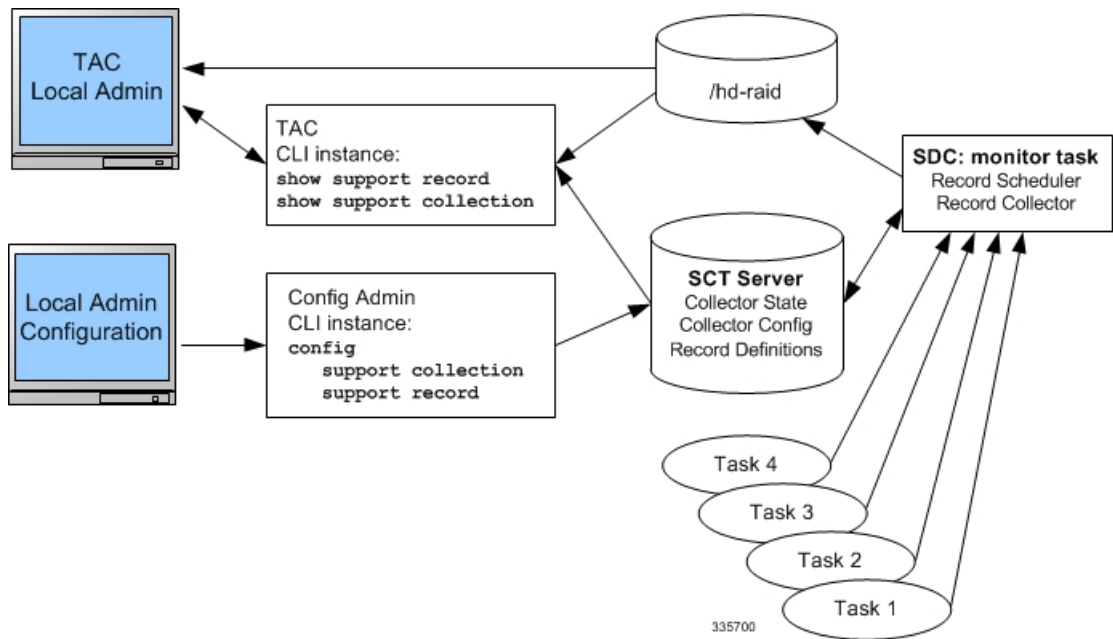 TAC
Local Admin
/hd-raid
TAC
CLI instance:
show support record
show support collection
SDC: monitor task
Record Scheduler
Record Collector
Local Admin
Configuration
Config Admin
CLI instance:
config
support collection
support record
SCT Server
Collector State
Collector Config
Record Definitions
Task 4
Task 3
Task 2
Task 1
335700